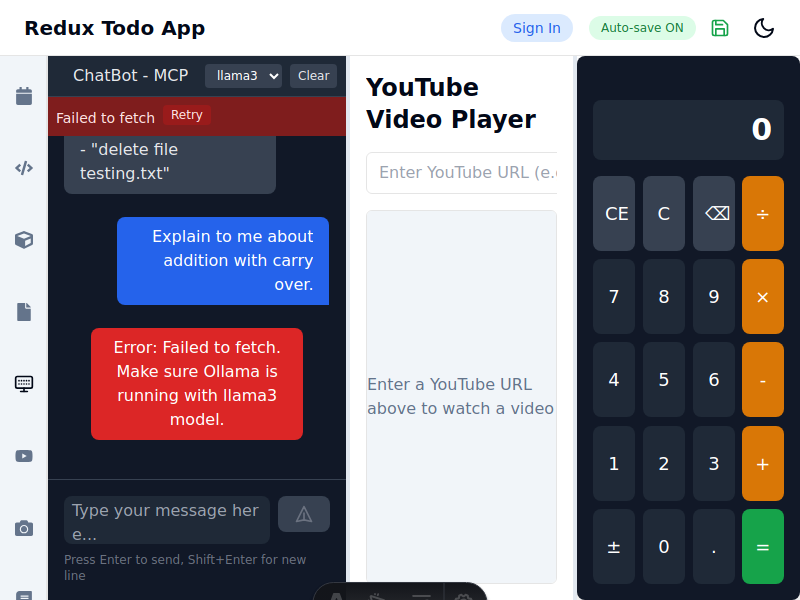 Redux Todo App
Sign In
Auto-save ON
ChatBot - MCP
llama3
Clear
Failed to fetch
Retry
- "delete file
testing.txt"
Explain to me about
addition with carry
over.
Error: Failed to fetch.
Make sure Ollama is
running with llama3
model.
Type your message her
e...
Press Enter to send, Shift+Enter for new
line
YouTube
Video Player
Enter YouTube URL (e.
Enter a YouTube URL
above to watch a video
0
CE C ⌫ ÷
7 8 9 ×
4 5 6 -
1 2 3 +
± 0 . =